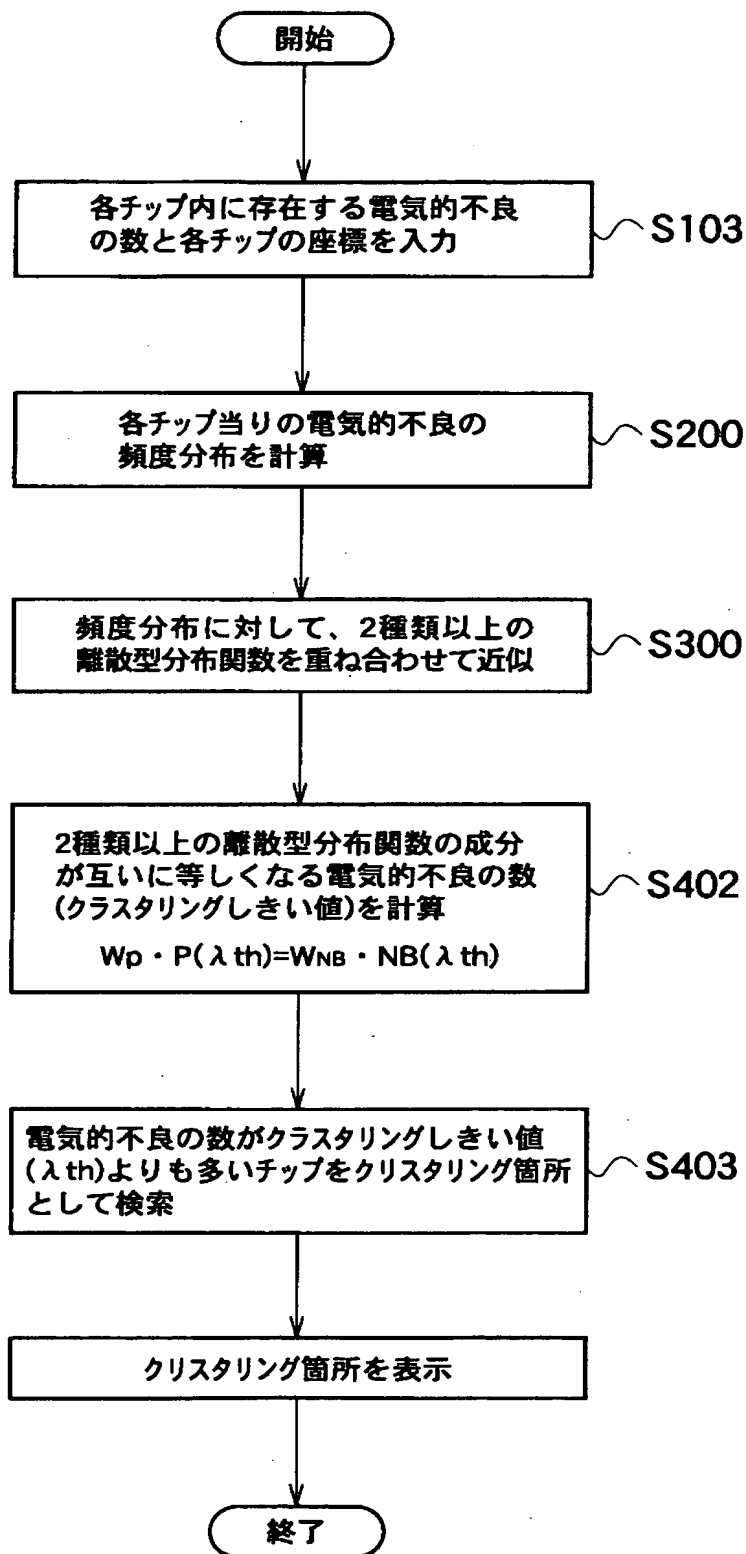 開始
各チップ内に存在する電気的不良
の数と各チップの座標を入力
S103
各チップ当りの電気的不良の
頻度分布を計算
S200
頻度分布に対して、2種類以上の
離散型分布関数を重ね合わせて近似
S300
2種類以上の離散型分布関数の成分
が互いに等しくなる電気的不良の数
(クラスタリングしきい値)を計算
Wp・P(λth)=WNB・NB(λth)
S402
電気的不良の数がクラスタリングしきい値
(λth)よりも多いチップをクリスタリング箇所
として検索
S403
クリスタリング箇所を表示
終了